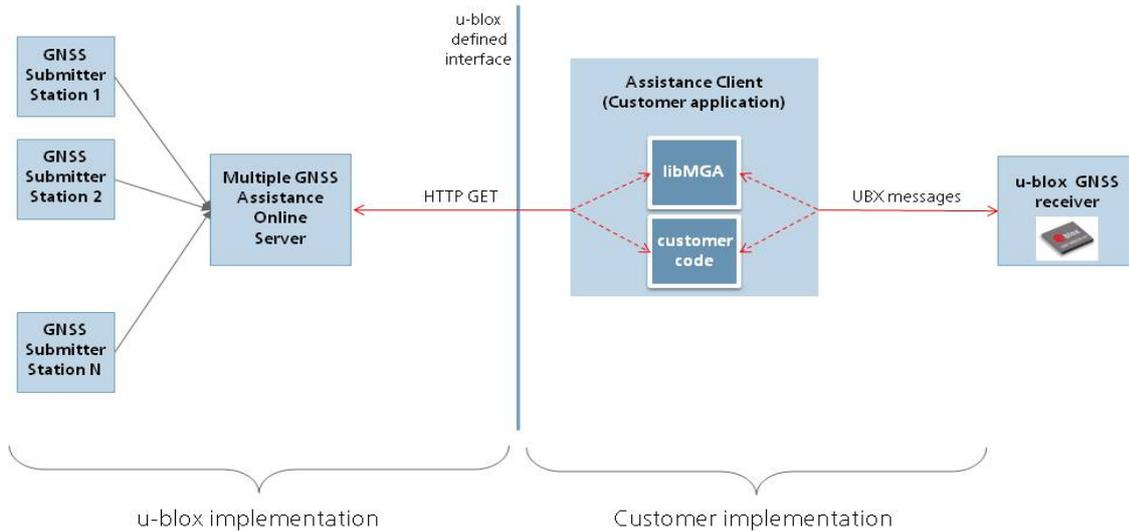 GNSS
Submitter
Station 1
GNSS
Submitter
Station 2
GNSS
Submitter
Station N
Multiple GNSS
Assistance
Online
Server
u-blox
defined
interface
HTTP GET
Assistance Client
(Customer application)
libMGA
customer
code
UBX messages
u-blox GNSS
receiver
blox
u-blox implementation
Customer implementation